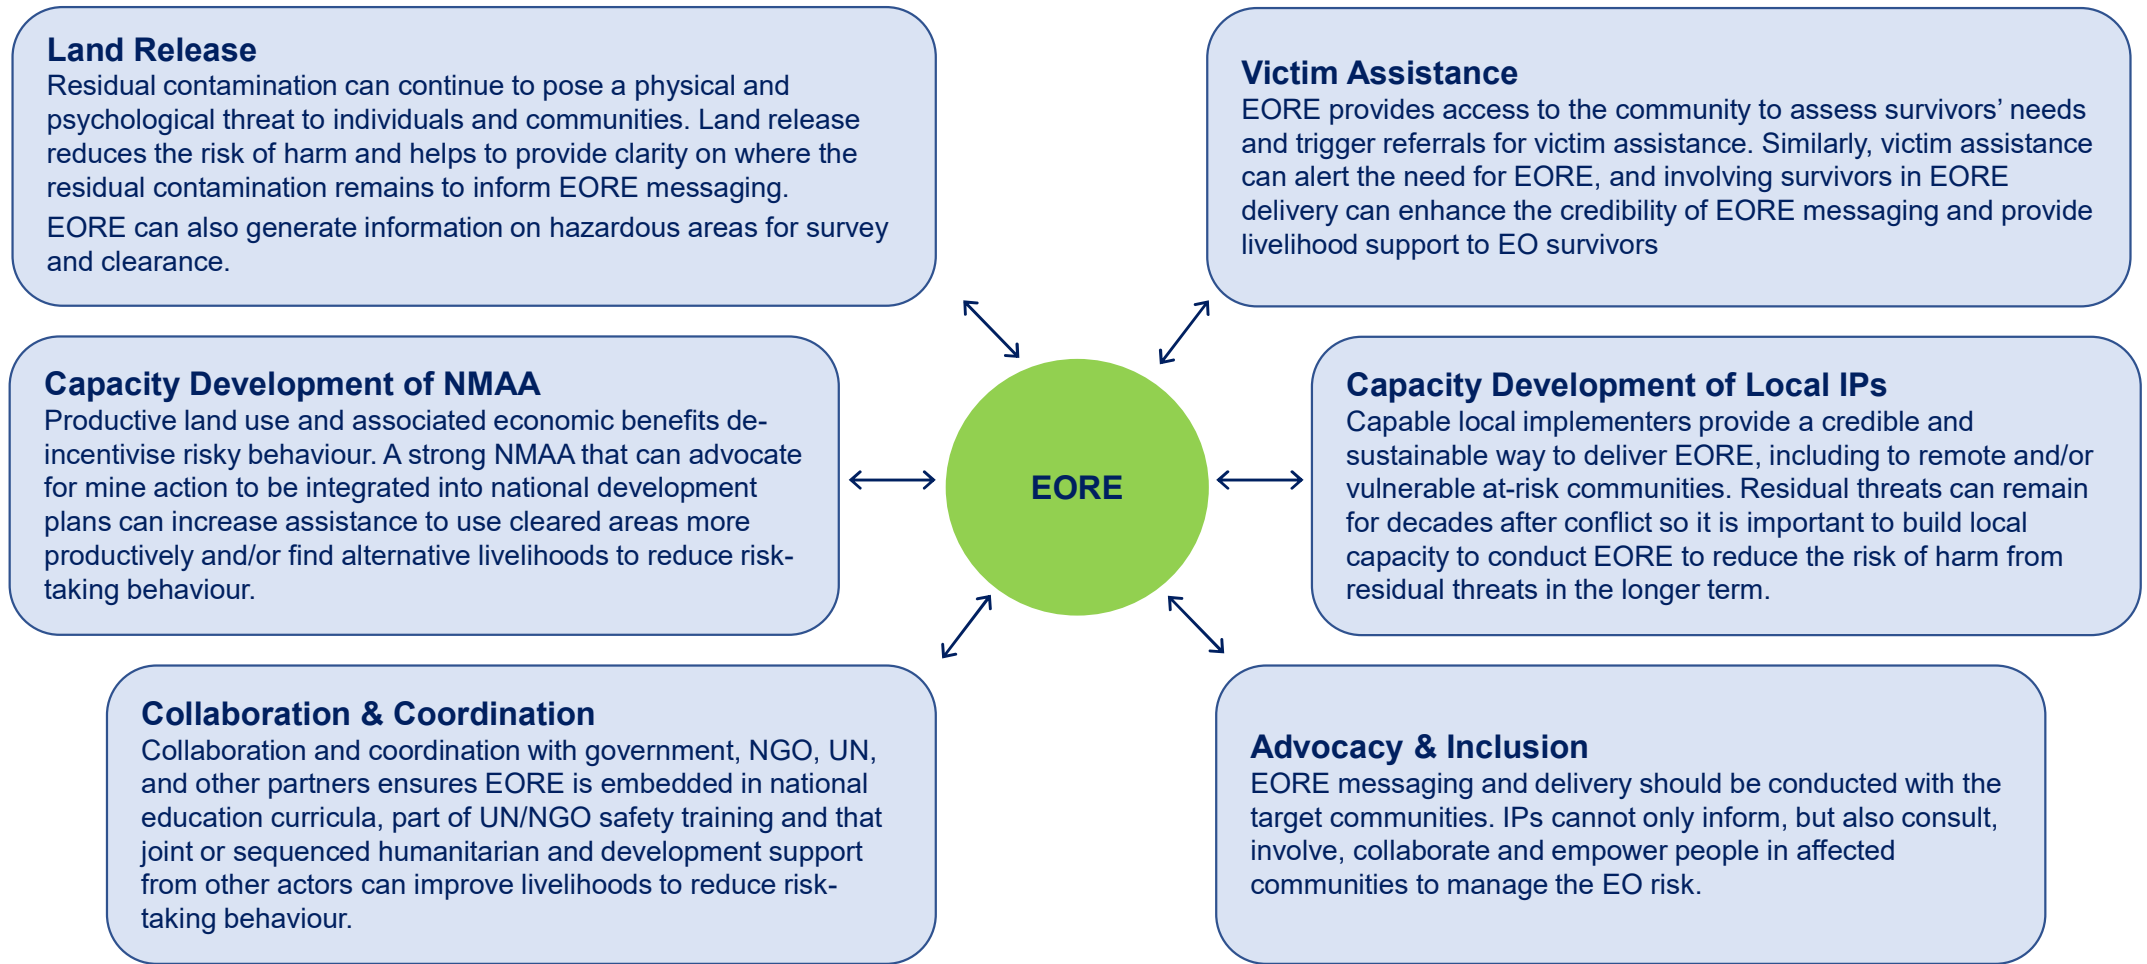 Land Release
Residual contamination can continue to pose a physical and
psychological threat to individuals and communities. Land release
reduces the risk of harm and helps to provide clarity on where the
residual contamination remains to inform EORE messaging.
EORE can also generate information on hazardous areas for survey
and clearance.
Victim Assistance
EORE provides access to the community to assess survivors’ needs
and trigger referrals for victim assistance. Similarly, victim assistance
can alert the need for EORE, and involving survivors in EORE
delivery can enhance the credibility of EORE messaging and provide
livelihood support to EO survivors
Capacity Development of NMAA
Productive land use and associated economic benefits de-
incentivise risky behaviour. A strong NMAA that can advocate
for mine action to be integrated into national development
plans can increase assistance to use cleared areas more
productively and/or find alternative livelihoods to reduce risk-
taking behaviour.
EORE
Capacity Development of Local IPs
Capable local implementers provide a credible and
sustainable way to deliver EORE, including to remote and/or
vulnerable at-risk communities. Residual threats can remain
for decades after conflict so it is important to build local
capacity to conduct EORE to reduce the risk of harm from
residual threats in the longer term.
Collaboration & Coordination
Collaboration and coordination with government, NGO, UN,
and other partners ensures EORE is embedded in national
education curricula, part of UN/NGO safety training and that
joint or sequenced humanitarian and development support
from other actors can improve livelihoods to reduce risk-
taking behaviour.
Advocacy & Inclusion
EORE messaging and delivery should be conducted with the
target communities. IPs cannot only inform, but also consult,
involve, collaborate and empower people in affected
communities to manage the EO risk.